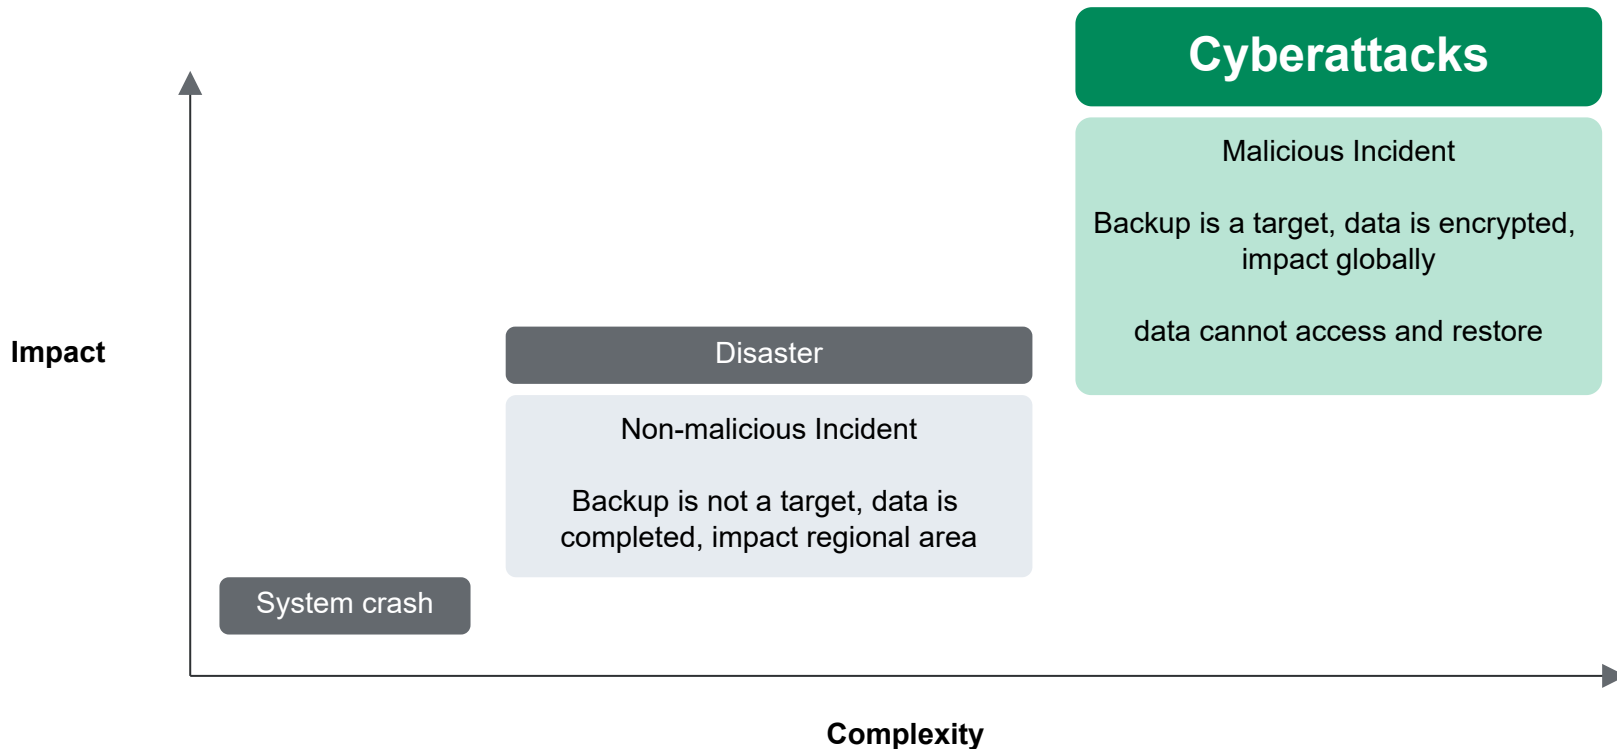 Cyberattacks
Malicious Incident
Backup is a target, data is encrypted,
impact globally
data cannot access and restore
Impact
Disaster
Non-malicious Incident
Backup is not a target, data is
completed, impact regional area
System crash
Complexity